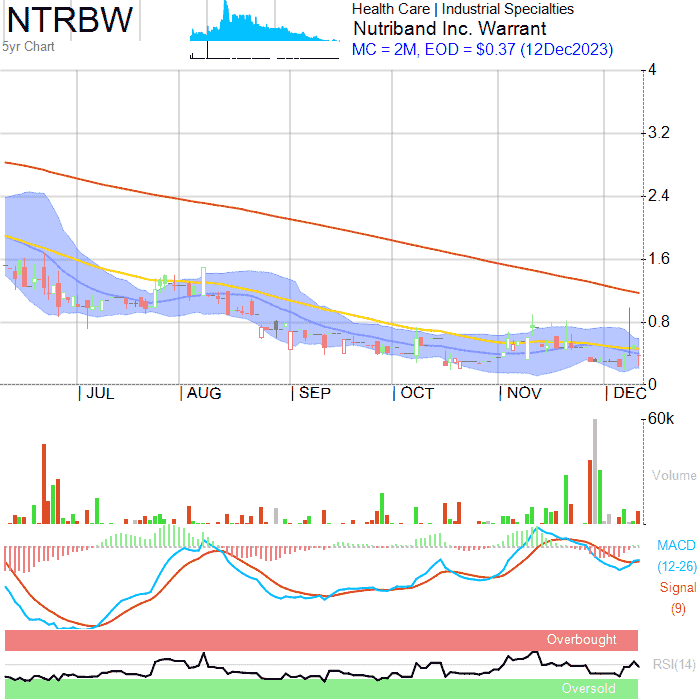 NTRBW
5yr Chart
Health Care | Industrial Specialties
Nutriband Inc. Warrant
MC = 2M, EOD = $0.37 (12Dec2023)
4
3.2
2.4
1.6
0.8
0
| JUL | AUG | SEP | OCT | NOV | DEC
60k
Volume
MACD
(12-26)
Signal
(9)
Overbought
RSI(14)
Oversold